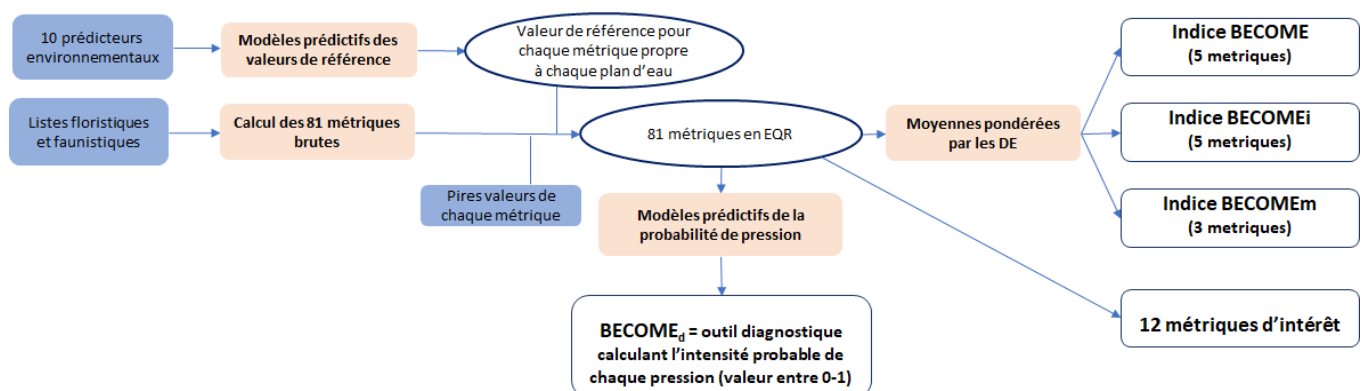 10 prédicteurs
environnementaux
Modèles prédictifs des
valeurs de référence
Valeur de référence pour
chaque métrique propre
à chaque plan d'eau
Listes floristiques
et faunistiques
Calcul des 81 métriques
brutes
Pires valeurs de
chaque métrique
81 métriques en EQR
Modèles prédictifs de la
probabilité de pression
BECOMEd = outil diagnostique
calculant l'intensité probable de
chaque pression (valeur entre 0-1)
Moyennes pondérées
par les DE
Indice BECOME
(5 metriques)
Indice BECOMEi
(5 metriques)
Indice BECOMEm
(3 metriques)
12 métriques d'intérêt